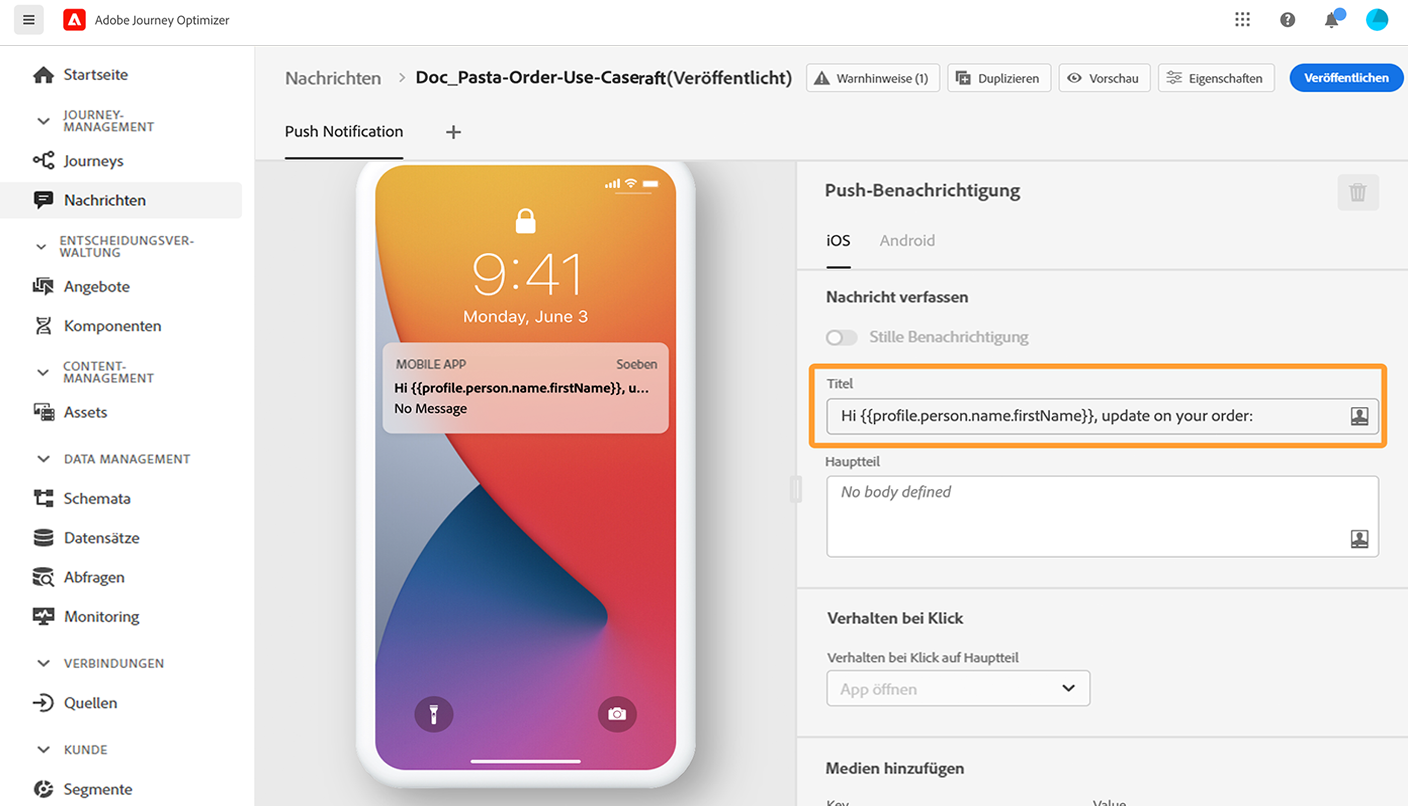 Adobe Journey Optimizer
Startseite
JOURNEY-
MANAGEMENT
Journeys
Nachrichten
ENTSCHEIDUNGSVER-
WALTUNG
Angebote
Komponenten
CONTENT-
MANAGEMENT
Assets
DATA MANAGEMENT
Schemata
Datensätze
Abfragen
Monitoring
VERBINDUNGEN
Quellen
KUNDE
Segmente
Nachrichten > Doc_Pasta-Order-Use-Caseraft(Veröffentlicht)
Warnhinweise (1)
Duplizieren
Vorschau
Eigenschaften
Veröffentlichen
Push Notification +
9:41
Monday, June 3
MOBILE APP Soeben
Hi {{profile.person.name.firstName}}, u...
No Message
Push-Benachrichtigung
iOS Android
Nachricht verfassen
Stille Benachrichtigung
Titel
Hi {{profile.person.name.firstName}}, update on your order:
Hauptteil
No body defined
Verhalten bei Klick
Verhalten bei Klick auf Hauptteil
App öffnen
Medien hinzufügen
Key Value